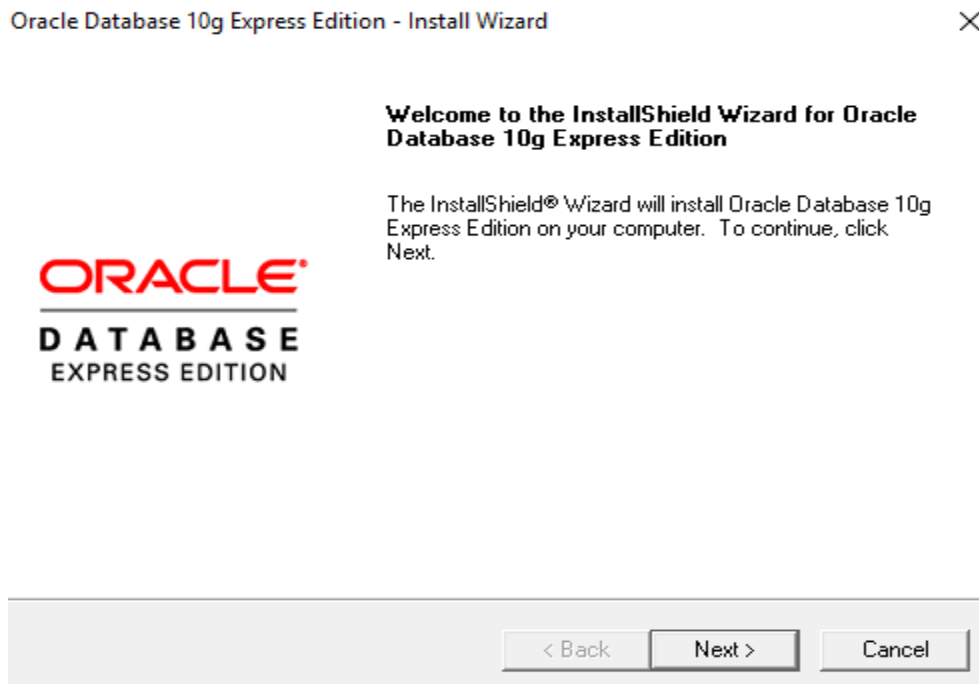 Oracle Database 10g Express Edition - Install Wizard
Welcome to the InstallShield Wizard for Oracle
Database 10g Express Edition
The InstallShield® Wizard will install Oracle Database 10g
Express Edition on your computer. To continue, click
Next.
ORACLE
DATABASE
EXPRESS EDITION
< Back
Next >
Cancel